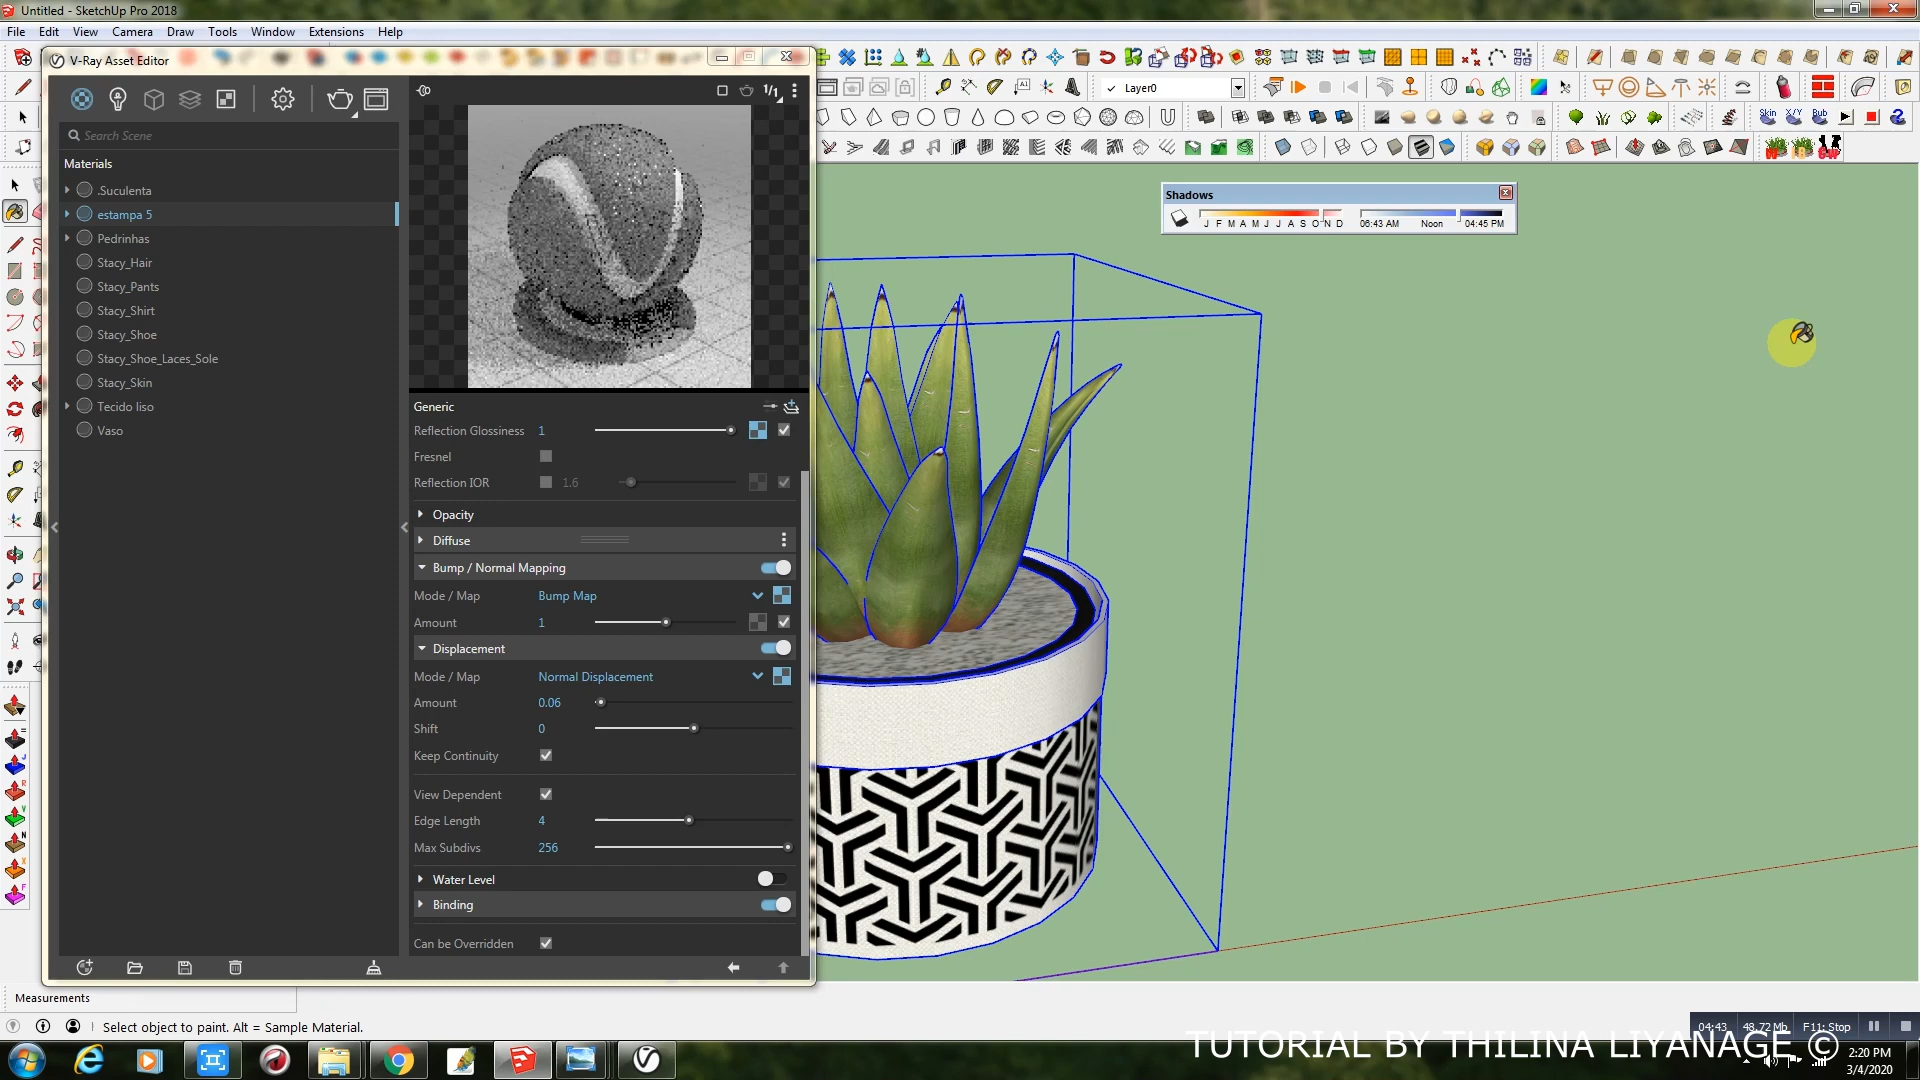 Untitled - SketchUp Pro 2018
File Edit View Camera Draw Tools Window Extensions Help
V-Ray Asset Editor
Layer0
Skin X/Y Bub
Search Scene
Materials
.Suculenta
estampa 5
Pedrinhas
Stacy_Hair
Stacy_Pants
Stacy_Shirt
Stacy_Shoe
Stacy_Shoe_Laces_Sole
Stacy_Skin
Tecido liso
Vaso
1/1
Generic
Reflection Glossiness 1
Fresnel
Reflection IOR 1.6
Opacity
Diffuse
Bump / Normal Mapping
Mode / Map Bump Map
Amount 1
Displacement
Mode / Map Normal Displacement
Amount 0.06
Shift 0
Keep Continuity
View Dependent
Edge Length 4
Max Subdivs 256
Water Level
Binding
Can be Overridden
Shadows
J F M A M J J A S O N D
06:43 AM Noon 04:45 PM
Measurements
Select object to paint. Alt = Sample Material.
04:43 48.72 Mb F11: Stop
TUTORIAL BY THILINA LIYANAGE ©
2:20 PM
3/4/2020